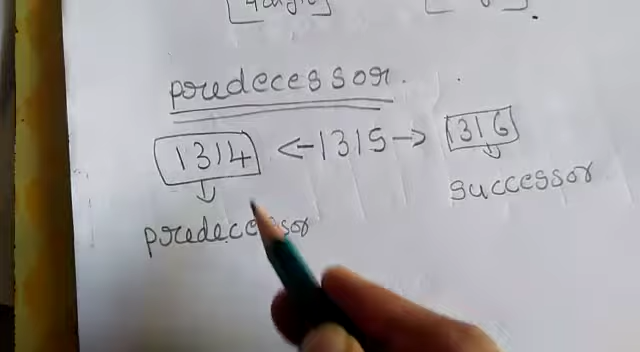 predecessor.
1314 ←1315→ 1316
predecessor
successor